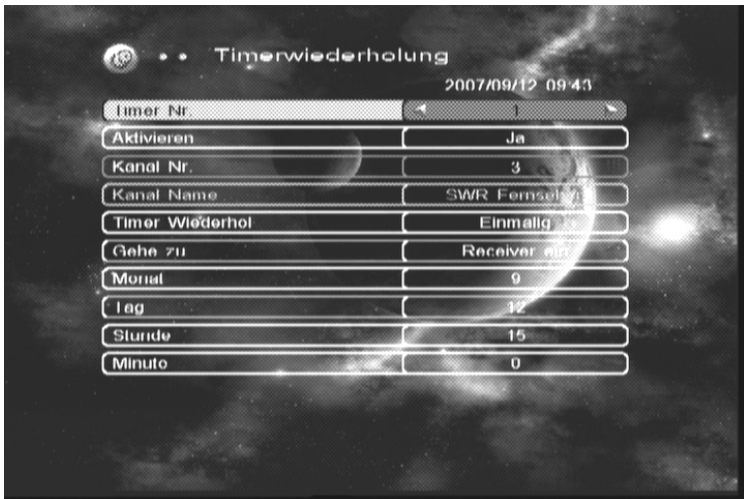 Timerwiederholung
2007/09/12 09:43
Timer Nr. 1
Aktivieren Ja
Kanal Nr. 3
Kanal Name SWR
Timer Wiederhol Einmalig
Gehe zu Receiver ein
Monat 9
Tag 12
Stunde 15
Minute 0